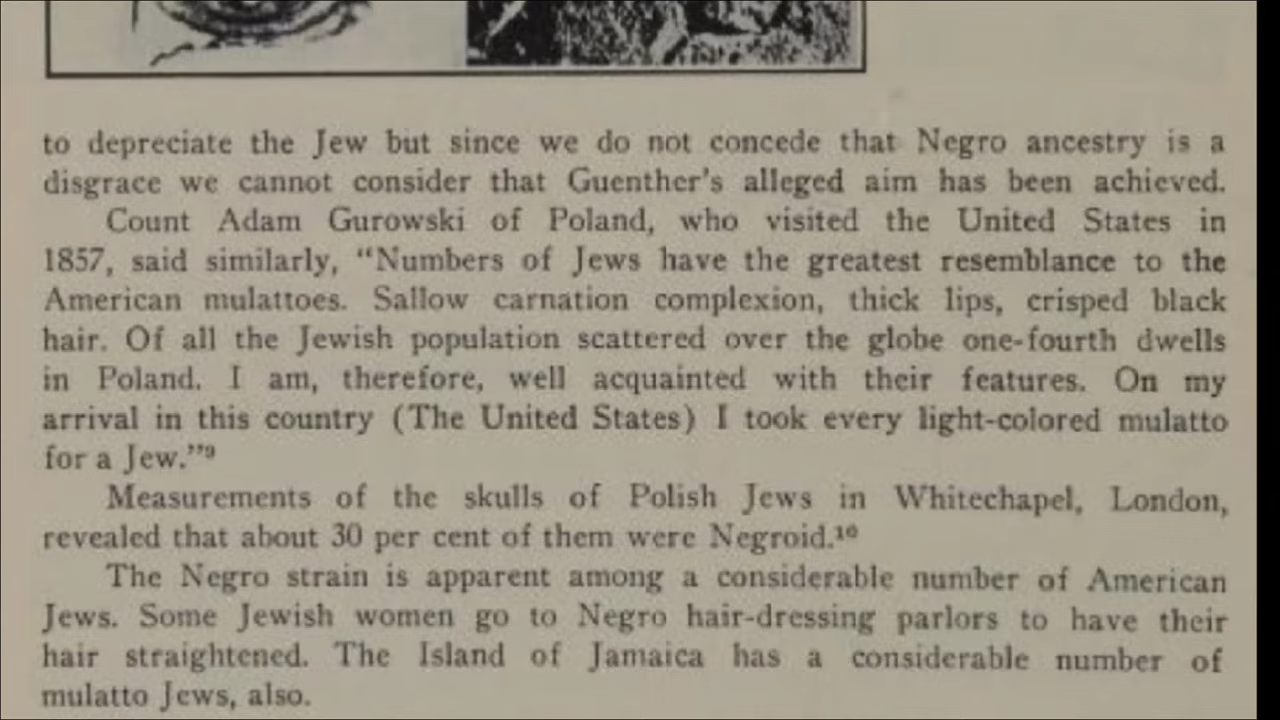 to depreciate the Jew but since we do not concede that Negro ancestry is a
disgrace we cannot consider that Guenther's alleged aim has been achieved.
Count Adam Gurowski of Poland, who visited the United States in
1857, said similarly, "Numbers of Jews have the greatest resemblance to the
American mulattoes. Sallow carnation complexion, thick lips, crisped black
hair. Of all the Jewish population scattered over the globe one-fourth dwells
in Poland. I am, therefore, well acquainted with their features. On my
arrival in this country (The United States) I took every light-colored mulatto
for a Jew."⁹
Measurements of the skulls of Polish Jews in Whitechapel, London,
revealed that about 30 per cent of them were Negroid.¹⁰
The Negro strain is apparent among a considerable number of American
Jews. Some Jewish women go to Negro hair-dressing parlors to have their
hair straightened. The Island of Jamaica has a considerable number of
mulatto Jews, also.